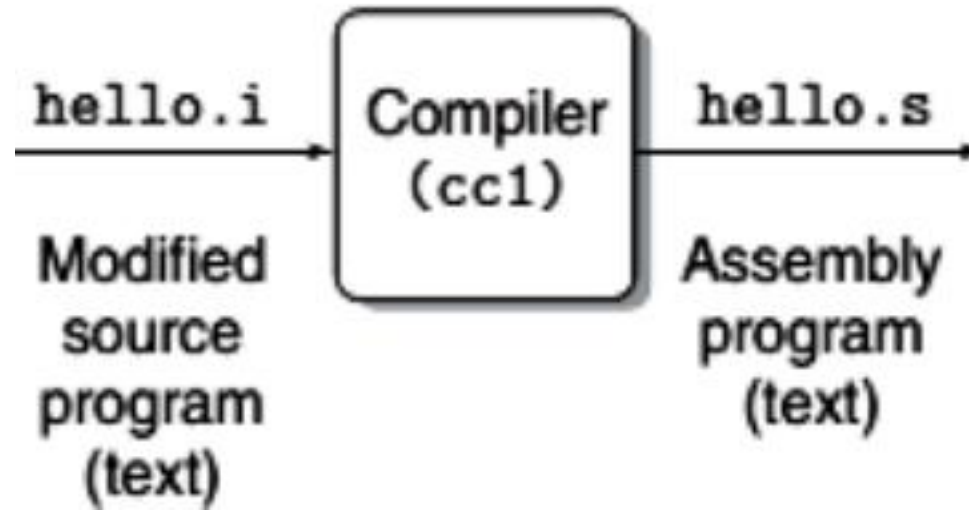 hello.i
Modified
source
program
(text)
Compiler
(cc1)
hello.s
Assembly
program
(text)